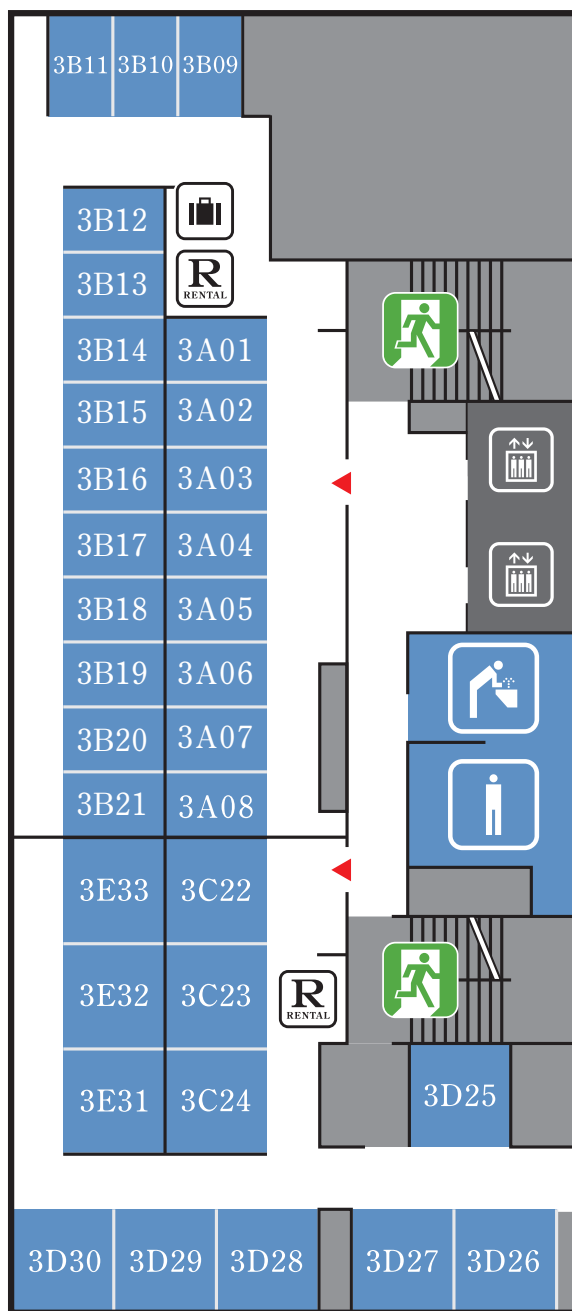 3B11 3B10 3B09
3B12
R
RENTAL
3B13
3B14 3A01
3B15 3A02
3B16 3A03
3B17 3A04
3B18 3A05
3B19 3A06
3B20 3A07
3B21 3A08
3E33 3C22
3E32 3C23
R
RENTAL
3E31 3C24
3D25
3D30 3D29 3D28 3D27 3D26